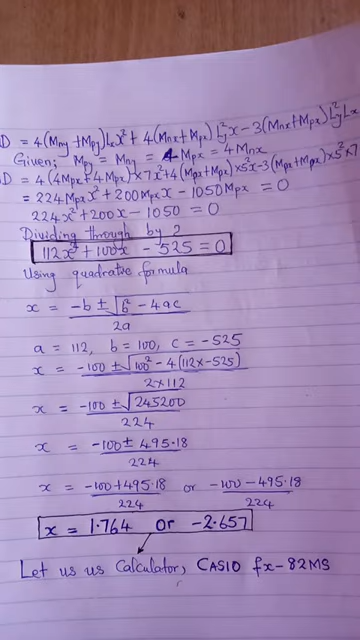 D = 4(Mny + Mpy)Lx x² + 4(Mnx + Mpx)Ly²x - 3(Mnx + Mpx)Ly²Lx
Given: Mpy = Mny = 4Mpx = 4Mnx
D = 4(4Mpx + 4Mpx) × 7x² + 4(Mpx + Mpx) × 5²x - 3(Mpx + Mpx) × 5² × 7
= 224Mpx x² + 200Mpx x - 1050Mpx = 0
224x² + 200x - 1050 = 0
Dividing through by 2
112x² + 100x - 525 = 0
Using quadratic formula
x = -b ± √b² - 4ac / 2a
a = 112, b = 100, c = -525
x = -100 ± √100² - 4(112x-525) / 2×112
x = -100 ± √245200 / 224
x = -100 ± 495.18 / 224
x = -100 + 495.18 / 224 or -100 - 495.18 / 224
x = 1.764 or -2.657
Let us us Calculator, CASIO fx-82MS